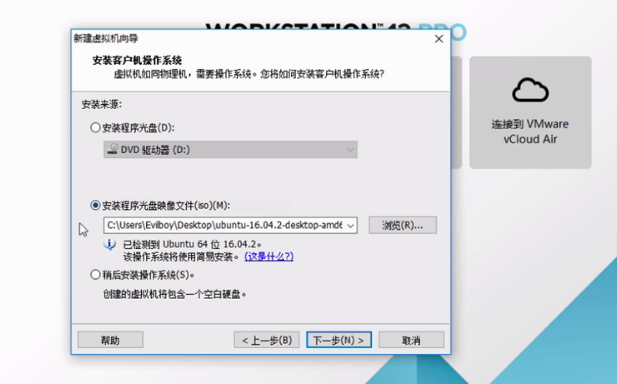 WORKSTATION™ 12 PRO
新建虚拟机向导
安装客户机操作系统
虚拟机如同物理机，需要操作系统。您将如何安装客户机操作系统?
安装来源:
安装程序光盘(D):
DVD 驱动器 (D:)
安装程序光盘映像文件(iso)(M):
C:\Users\Evilboy\Desktop\ubuntu-16.04.2-desktop-amd6
浏览(R)...
已检测到 Ubuntu 64 位 16.04.2。
该操作系统将使用简易安装。(这是什么?)
稍后安装操作系统(S)。
创建的虚拟机将包含一个空白硬盘。
帮助
< 上一步(B)
下一步(N) >
取消
连接到 VMware
vCloud Air